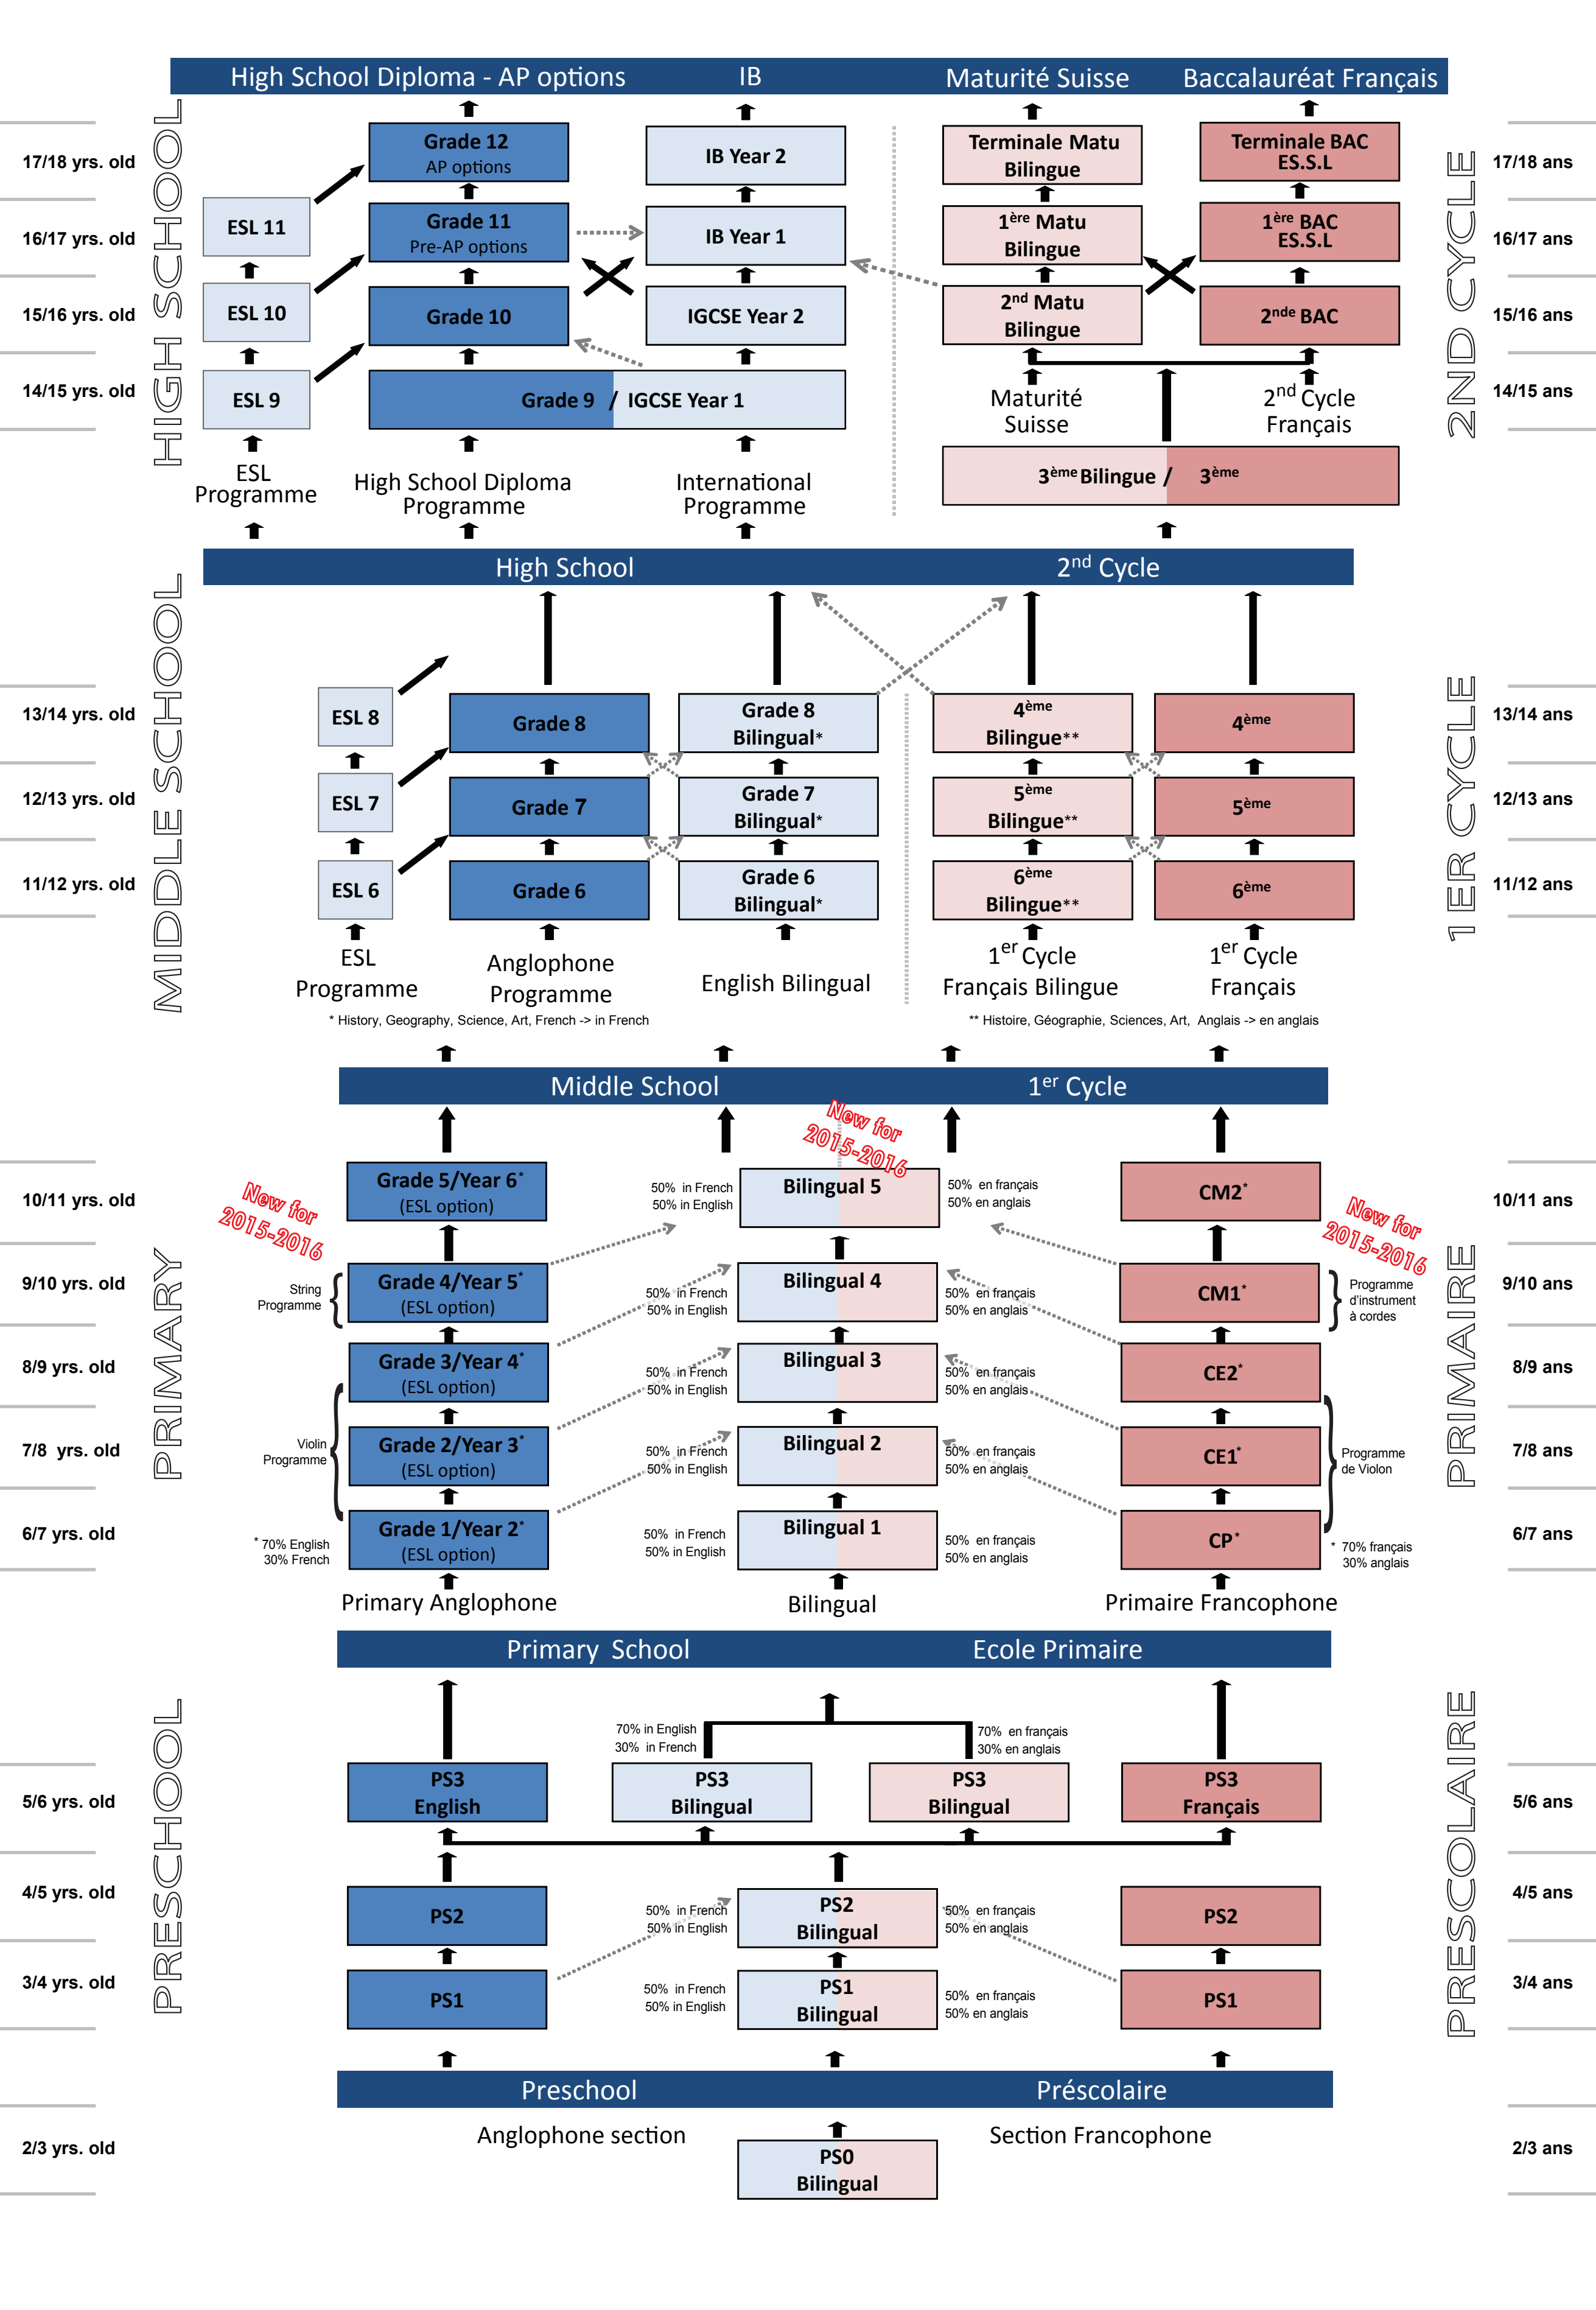 High School Diploma - AP options
IB
Maturité Suisse
Baccalauréat Français
HIGH SCHOOL
2ND CYCLE
17/18 yrs. old
Grade 12
AP options
IB Year 2
Terminale Matu
Bilingue
Terminale BAC
ES.S.L
17/18 ans
16/17 yrs. old
ESL 11
Grade 11
Pre-AP options
IB Year 1
1ère Matu
Bilingue
1ère BAC
ES.S.L
16/17 ans
15/16 yrs. old
ESL 10
Grade 10
IGCSE Year 2
2nd Matu
Bilingue
2nde BAC
15/16 ans
14/15 yrs. old
ESL 9
Grade 9 / IGCSE Year 1
Maturité
Suisse
2nd Cycle
Français
14/15 ans
3ème Bilingue / 3ème
ESL
Programme
High School Diploma
Programme
International
Programme
High School
2nd Cycle
MIDDLE SCHOOL
1ER CYCLE
13/14 yrs. old
ESL 8
Grade 8
Grade 8
Bilingual*
4ème
Bilingue**
4ème
13/14 ans
12/13 yrs. old
ESL 7
Grade 7
Grade 7
Bilingual*
5ème
Bilingue**
5ème
12/13 ans
11/12 yrs. old
ESL 6
Grade 6
Grade 6
Bilingual*
6ème
Bilingue**
6ème
11/12 ans
ESL
Programme
Anglophone
Programme
English Bilingual
1er Cycle
Français Bilingue
1er Cycle
Français
* History, Geography, Science, Art, French -> in French
** Histoire, Géographie, Sciences, Art, Anglais -> en anglais
Middle School
1er Cycle
New for
2015-2016
New for
2015-2016
New for
2015-2016
PRIMARY
PRIMAIRE
10/11 yrs. old
Grade 5/Year 6*
(ESL option)
50% in French
50% in English
Bilingual 5
50% en français
50% en anglais
CM2*
10/11 ans
9/10 yrs. old
String
Programme
Grade 4/Year 5*
(ESL option)
50% in French
50% in English
Bilingual 4
50% en français
50% en anglais
CM1*
Programme
d'instrument
à cordes
9/10 ans
8/9 yrs. old
Grade 3/Year 4*
(ESL option)
50% in French
50% in English
Bilingual 3
50% en français
50% en anglais
CE2*
8/9 ans
7/8 yrs. old
Violin
Programme
Grade 2/Year 3*
(ESL option)
50% in French
50% in English
Bilingual 2
50% en français
50% en anglais
CE1*
Programme
de Violon
7/8 ans
6/7 yrs. old
* 70% English
30% French
Grade 1/Year 2*
(ESL option)
50% in French
50% in English
Bilingual 1
50% en français
50% en anglais
CP*
* 70% français
30% anglais
6/7 ans
Primary Anglophone
Bilingual
Primaire Francophone
Primary School
Ecole Primaire
PRESCHOOL
PRESCOLAIRE
70% in English
30% in French
70% en français
30% en anglais
5/6 yrs. old
PS3
English
PS3
Bilingual
PS3
Bilingual
PS3
Français
5/6 ans
4/5 yrs. old
PS2
50% in French
50% in English
PS2
Bilingual
50% en français
50% en anglais
PS2
4/5 ans
3/4 yrs. old
PS1
50% in French
50% in English
PS1
Bilingual
50% en français
50% en anglais
PS1
3/4 ans
Preschool
Préscolaire
Anglophone section
Section Francophone
2/3 yrs. old
PS0
Bilingual
2/3 ans